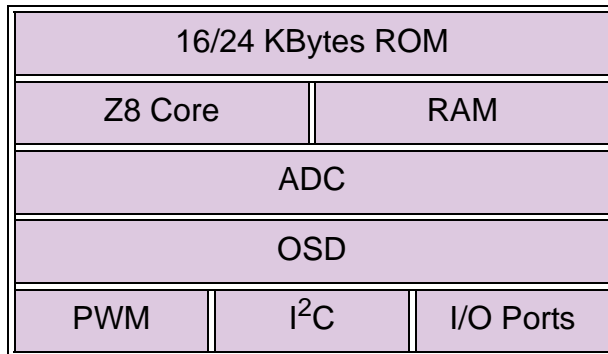 16/24 KBytes ROM
Z8 Core RAM
ADC
OSD
PWM I²C I/O Ports